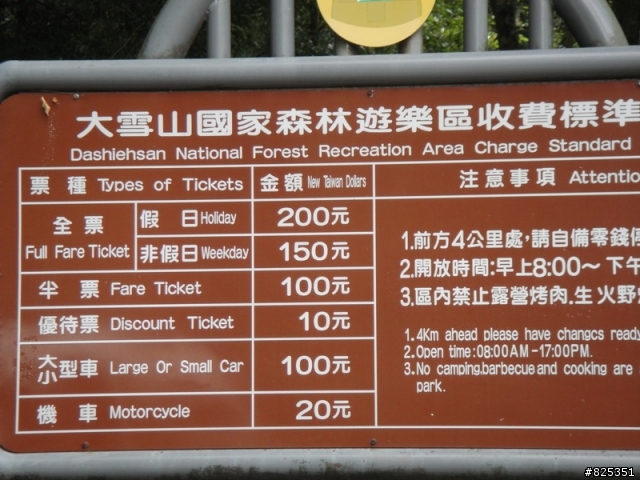 大雪山國家森林遊樂區收費標準
Dashiehsan National Forest Recreation Area Charge Standard
票種 Types of Tickets 金額 New Taiwan Dollars 注意事項 Attentio
全票 假日 Holiday 200元
Full Fare Ticket 非假日 Weekday 150元
半票 Fare Ticket 100元
優待票 Discount Ticket 10元
大小型車 Large Or Small Car 100元
機車 Motorcycle 20元
1.前方4公里處,請自備零錢
2.開放時間:早上8:00~下午
3.區內禁止露營烤肉.生火野
1. 4Km ahead please have changcs ready
2. Open time:08:00AM-17:00PM.
3. No camping.barbecue and cooking are
park.
#825351